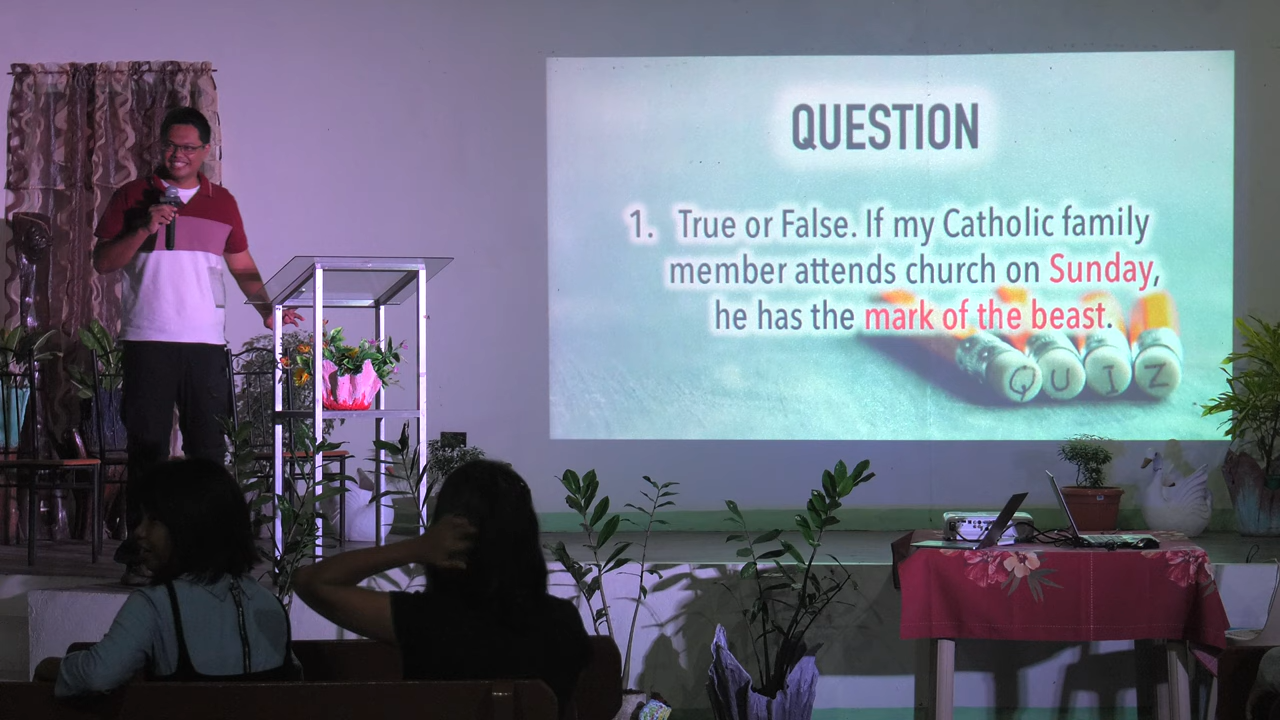 QUESTION
1. True or False. If my Catholic family
member attends church on Sunday,
he has the mark of the beast.
QUIZ